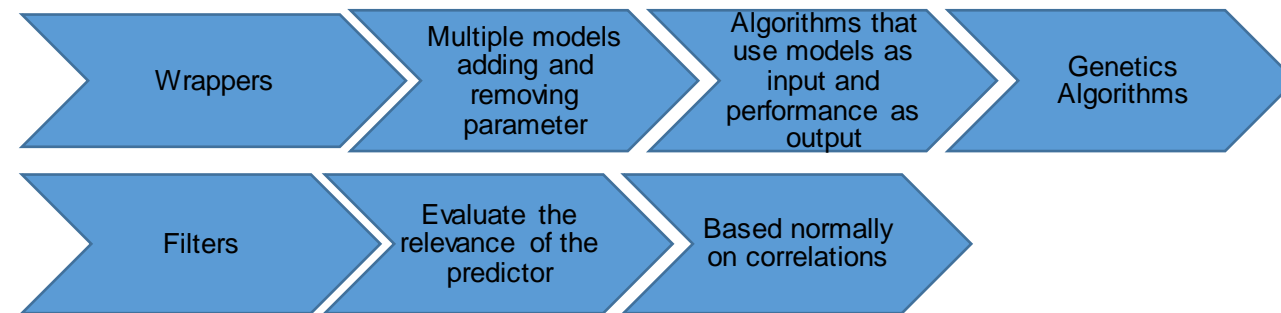 Wrappers
Multiple models
adding and
removing
parameter
Algorithms that
use models as
input and
performance as
output
Genetics
Algorithms
Filters
Evaluate the
relevance of the
predictor
Based normally
on correlations